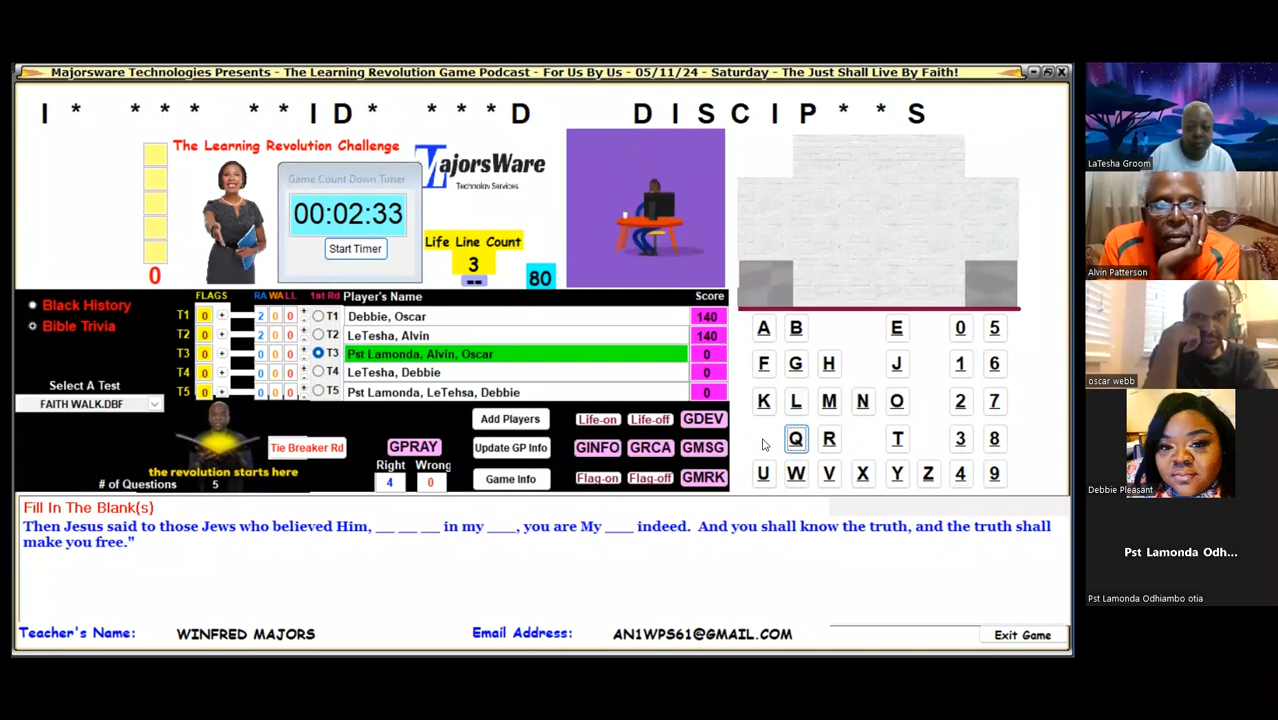 Majorsware Technologies Presents - The Learning Revolution Game Podcast - For Us By Us - 05/11/24 - Saturday - The Just Shall Live By Faith!
I* *** **ID* ***D DISCIP**S
The Learning Revolution Challenge
Game Count Down Timer
00:02:33
Start Timer
MajorsWare
Technology Services
Life Line Count
3
--
80
0
FLAGS RA WA LL 1st Rd Player's Name Score
Black History
Bible Trivia
T1 0 + 2 0 0 T1 Debbie, Oscar 140
T2 0 + 2 0 0 T2 LeTesha, Alvin 140
T3 0 + 0 0 0 T3 Pst Lamonda, Alvin, Oscar 0
T4 0 + 0 0 0 T4 LeTesha, Debbie 0
T5 0 + 0 0 0 T5 Pst Lamonda, LeTehsa, Debbie 0
Select A Test
FAITH WALK.DBF
the revolution starts here
# of Questions 5
Tie Breaker Rd
GPRAY
Right Wrong
4 0
Add Players
Update GP Info
Game Info
Life-on Life-off GDEV
GINFO GRCA GMSG
Flag-on Flag-off GMRK
A B E 0 5
F G H J 1 6
K L M N O 2 7
Q R T 3 8
U W V X Y Z 4 9
Fill In The Blank(s)
Then Jesus said to those Jews who believed Him, __ __ __ in my ___, you are My ___ indeed. And you shall know the truth, and the truth shall
make you free."
Teacher's Name: WINFRED MAJORS Email Address: AN1WPS61@GMAIL.COM
Exit Game
LaTesha Groom
Alvin Patterson
oscar webb
Debbie Pleasant
Pst Lamonda Odh...
Pst Lamonda Odhiambo otia